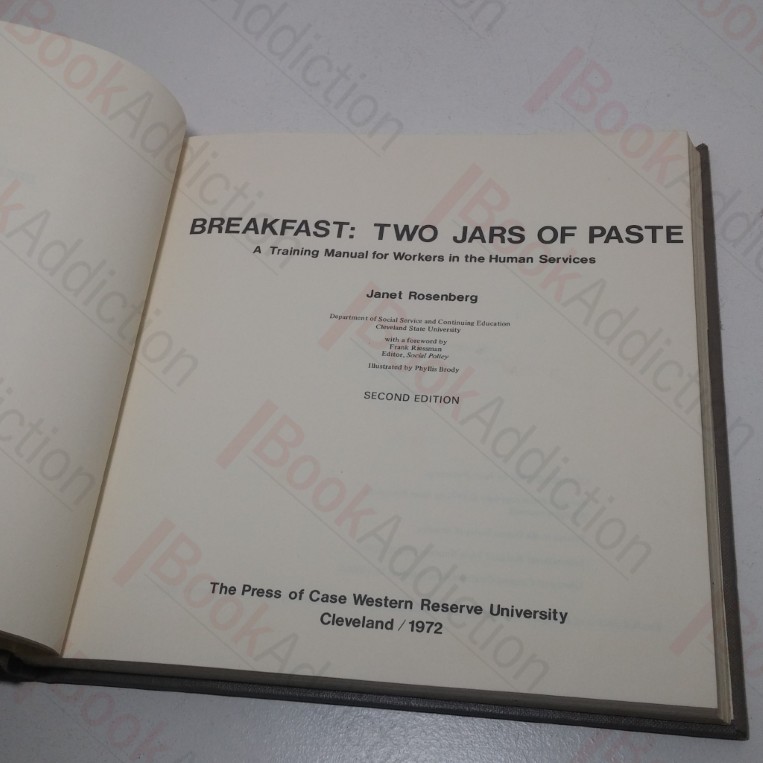 BREAKFAST: TWO JARS OF PASTE
A Training Manual for Workers in the Human Services
Janet Rosenberg
Department of Social Service and Continuing Education
Cleveland State University
with a foreword by
Frank Riessman
Editor, Social Policy
Illustrated by Phyllis Brody
SECOND EDITION
The Press of Case Western Reserve University
Cleveland / 1972
BookAddiction